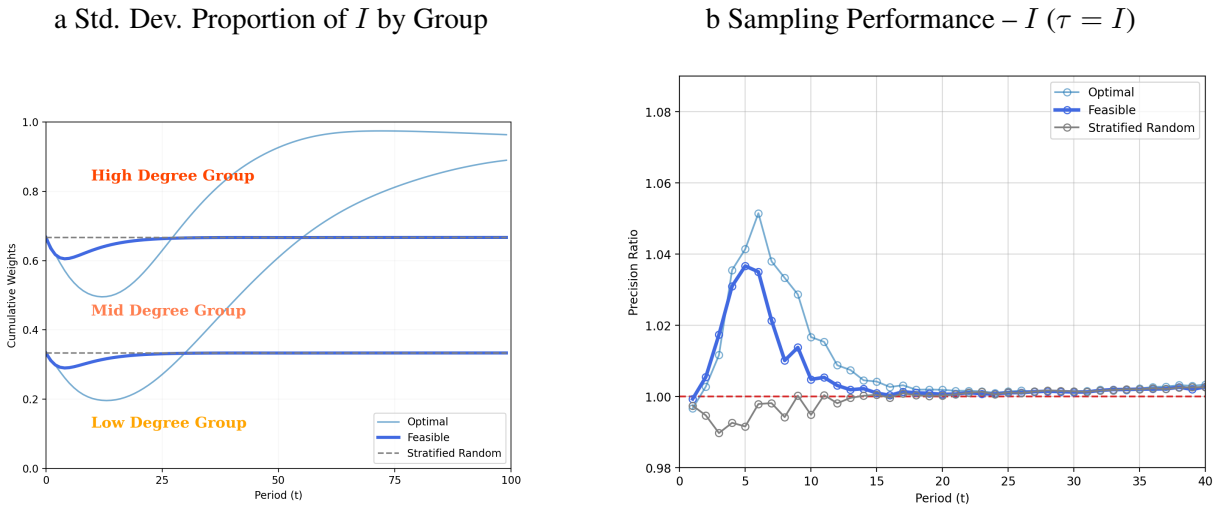 a Std. Dev. Proportion of I by Group
1.0
0.8
0.6
0.4
0.2
0.0
Cumulative Weights
High Degree Group
Mid Degree Group
Low Degree Group
Optimal
Feasible
Stratified Random
0 25 50 75 100
Period (t)
b Sampling Performance – I (τ = I)
1.08
1.06
1.04
1.02
1.00
0.98
Precision Ratio
Optimal
Feasible
Stratified Random
0 5 10 15 20 25 30 35 40
Period (t)